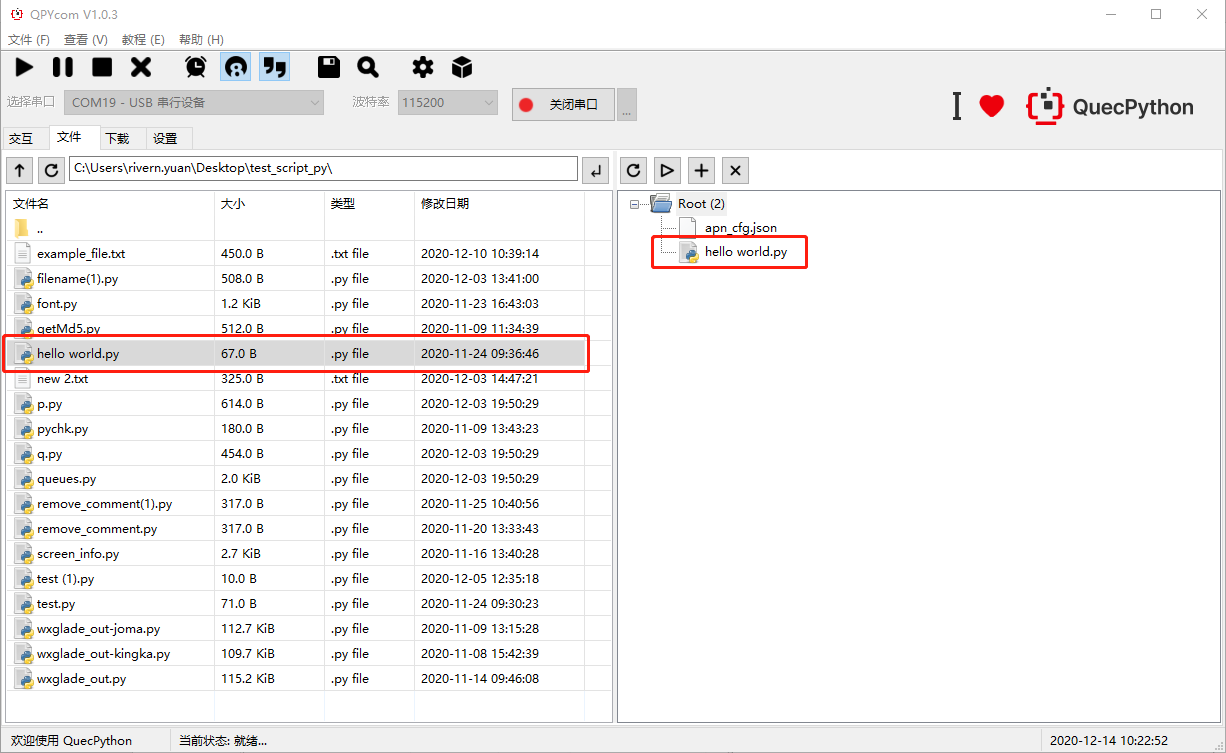 QPYcom V1.0.3
文件 (F) 查看 (V) 教程 (E) 帮助 (H)
选择串口 COM19 - USB 串行设备 波特率 115200 关闭串口 ...
I QuecPython
交互 文件 下载 设置
C:\Users\rivern.yuan\Desktop\test_script_py\
文件名 大小 类型 修改日期
..
example_file.txt 450.0 B .txt file 2020-12-10 10:39:14
filename(1).py 508.0 B .py file 2020-12-03 13:41:00
font.py 1.2 KiB .py file 2020-11-23 16:43:03
getMd5.py 512.0 B .py file 2020-11-09 11:34:39
hello world.py 67.0 B .py file 2020-11-24 09:36:46
new 2.txt 325.0 B .txt file 2020-12-03 14:47:21
p.py 614.0 B .py file 2020-12-03 19:50:29
pychk.py 180.0 B .py file 2020-11-09 13:43:23
q.py 454.0 B .py file 2020-12-03 19:50:29
queues.py 2.0 KiB .py file 2020-12-03 19:50:29
remove_comment(1).py 317.0 B .py file 2020-11-25 10:40:56
remove_comment.py 317.0 B .py file 2020-11-20 13:33:43
screen_info.py 2.7 KiB .py file 2020-11-16 13:40:28
test (1).py 10.0 B .py file 2020-12-05 12:35:18
test.py 71.0 B .py file 2020-11-24 09:30:23
wxglade_out-joma.py 112.7 KiB .py file 2020-11-09 13:15:28
wxglade_out-kingka.py 109.7 KiB .py file 2020-11-08 15:42:39
wxglade_out.py 115.2 KiB .py file 2020-11-14 09:46:08
Root (2)
apn_cfg.json
hello world.py
欢迎使用 QuecPython 当前状态: 就绪... 2020-12-14 10:22:52